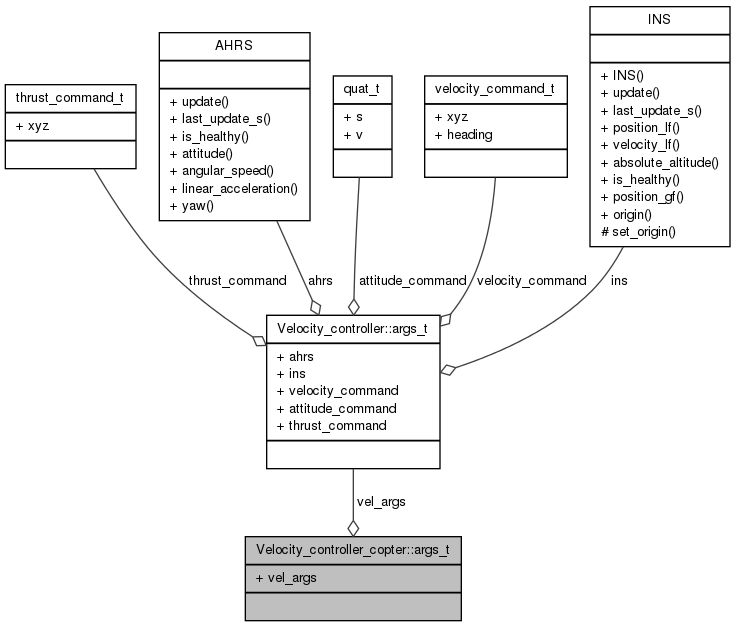 thrust_command_t
+ xyz
AHRS
+ update()
+ last_update_s()
+ is_healthy()
+ attitude()
+ angular_speed()
+ linear_acceleration()
+ yaw()
quat_t
+ s
+ v
velocity_command_t
+ xyz
+ heading
INS
+ INS()
+ update()
+ last_update_s()
+ position_lf()
+ velocity_lf()
+ absolute_altitude()
+ is_healthy()
+ position_gf()
+ origin()
# set_origin()
thrust_command
ahrs
attitude_command
velocity_command
ins
Velocity_controller::args_t
+ ahrs
+ ins
+ velocity_command
+ attitude_command
+ thrust_command
vel_args
Velocity_controller_copter::args_t
+ vel_args